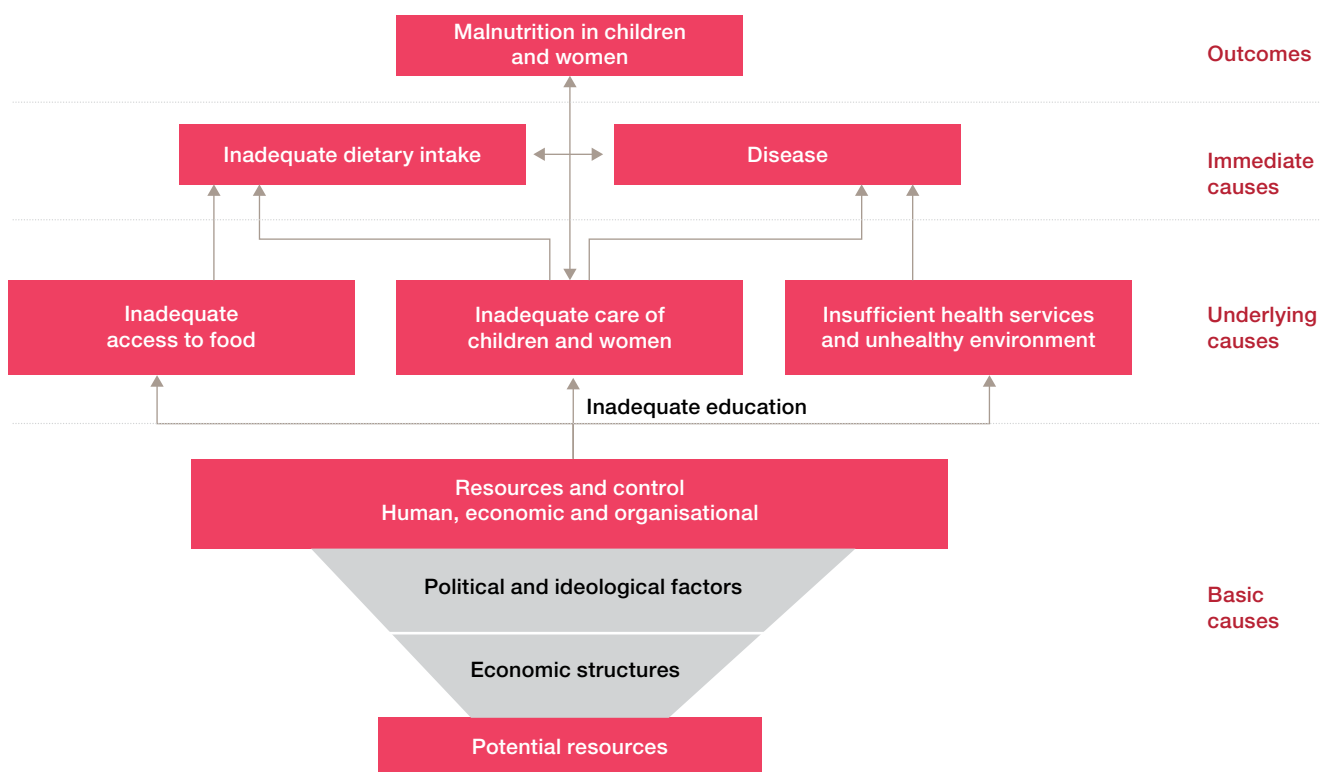 Malnutrition in children
and women
Outcomes
Inadequate dietary intake
Disease
Immediate
causes
Inadequate
access to food
Inadequate care of
children and women
Insufficient health services
and unhealthy environment
Underlying
causes
Inadequate education
Resources and control
Human, economic and organisational
Political and ideological factors
Economic structures
Basic
causes
Potential resources